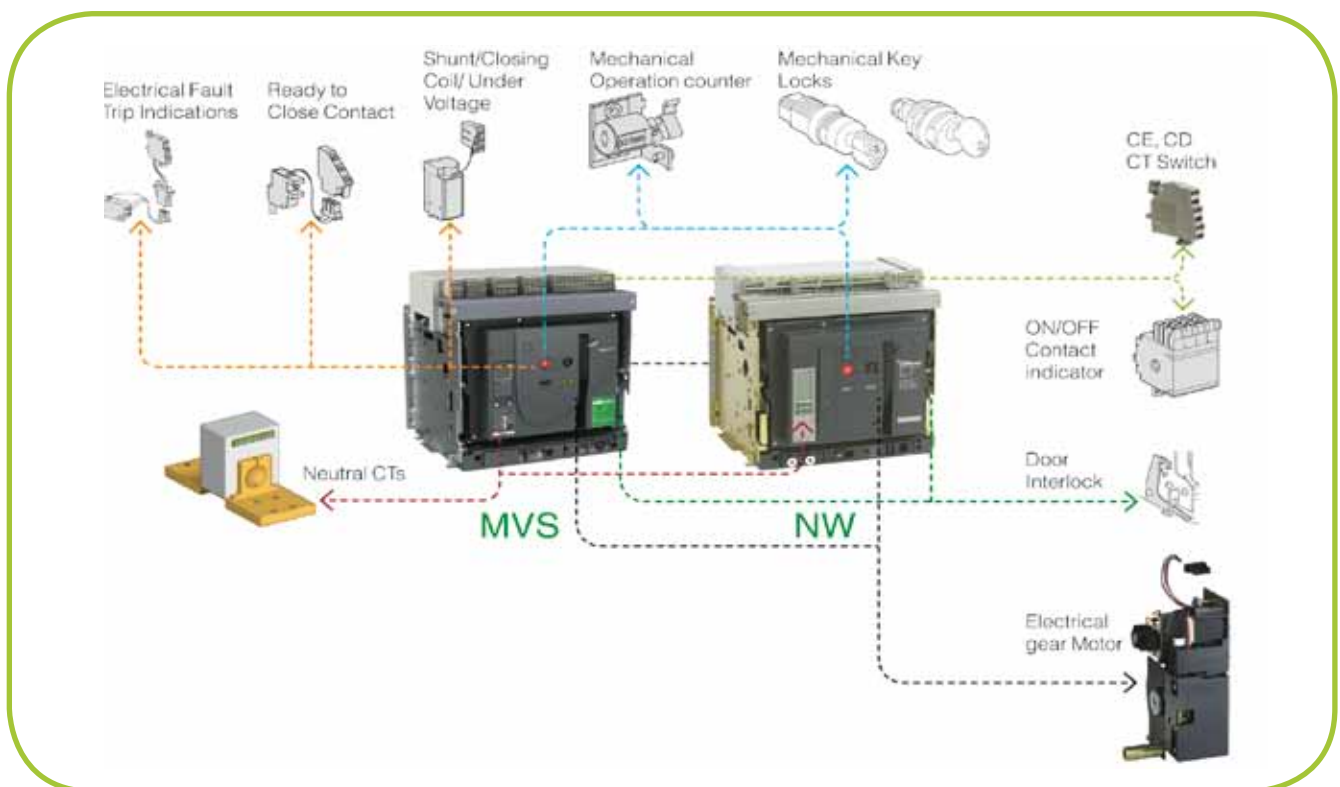 Electrical Fault
Trip Indications
Ready to
Close Contact
Shunt/Closing
Coil/ Under
Voltage
Mechanical
Operation counter
Mechanical Key
Locks
CE, CD
CT Switch
ON/OFF
Contact
indicator
Neutral CTs
Door
Interlock
MVS
NW
Electrical
gear Motor